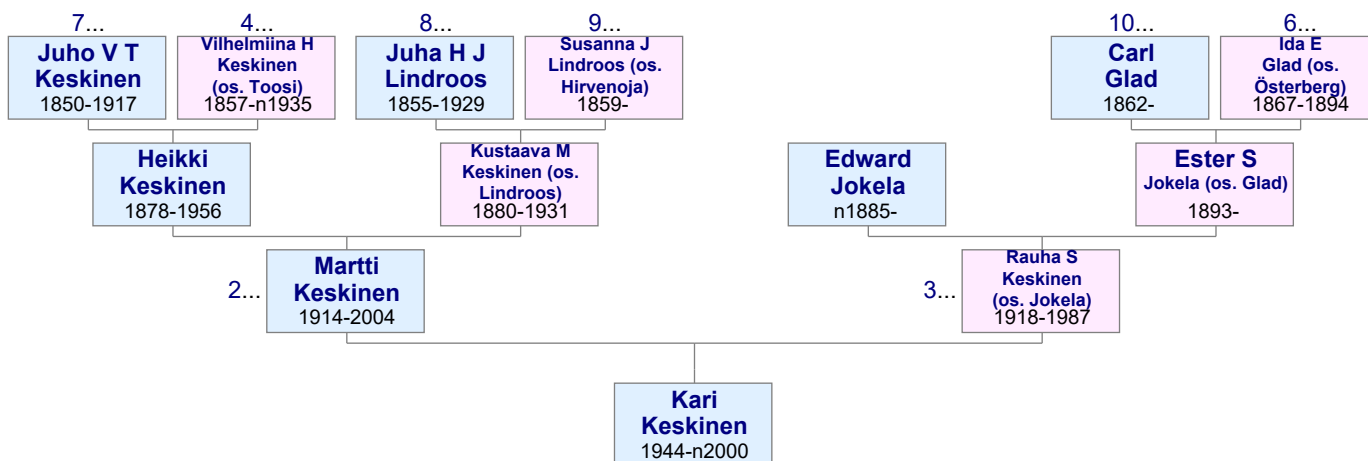 7...
4...
8...
9...
10...
6...
Juho V T
Keskinen
1850-1917
Vilhelmiina H
Keskinen
(os. Toosi)
1857-n1935
Juha H J
Lindroos
1855-1929
Susanna J
Lindroos (os.
Hirvenoja)
1859-
Carl
Glad
1862-
Ida E
Glad (os.
Österberg)
1867-1894
Heikki
Keskinen
1878-1956
Kustaava M
Keskinen (os.
Lindroos)
1880-1931
Edward
Jokela
n1885-
Ester S
Jokela (os. Glad)
1893-
2...
Martti
Keskinen
1914-2004
3...
Rauha S
Keskinen
(os. Jokela)
1918-1987
Kari
Keskinen
1944-n2000